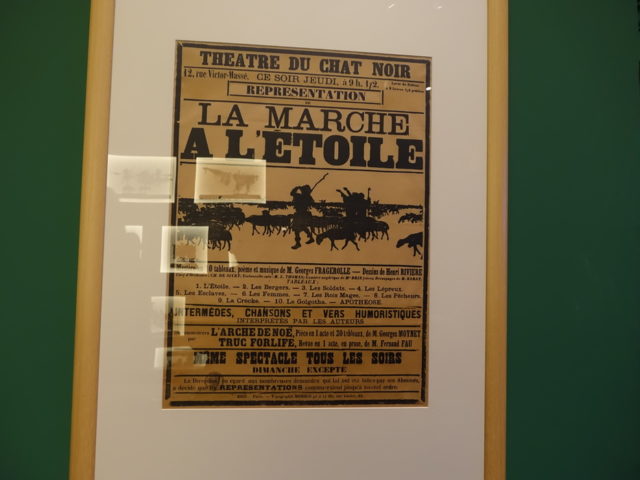 THEATRE DU CHAT NOIR
12, rue Victor-Massé. CE SOIR JEUDI, à 9 h. 1/2.
REPRESENTATION
LA MARCHE
A L'ÉTOILE
10 tableaux, poème et musique de M. Georges FRAGEROLLE — Dessins de Henri RIVIÈRE
TABLEAUX:
1. L'Étoile. — 2. Les Bergers. — 3. Les Soldats. — 4. Les Lépreux.
5. Les Esclaves. — 6. Les Femmes. — 7. Les Rois Mages. — 8. Les Pêcheurs.
9. La Crèche. — 10. Le Golgotha. — APOTHÉOSE.
INTERMÈDES, CHANSONS ET VERS HUMORISTIQUES
INTERPRÉTÉS PAR LES AUTEURS
L'ARCHE DE NOÉ, Pièce en 1 acte et 30 tableaux, de M. Georges MOYNET
TRUC FORLIFE, Revue en 1 acte, en prose, de M. Fernand FAU
MÊME SPECTACLE TOUS LES SOIRS
DIMANCHE EXCEPTÉ
REPRÉSENTATIONS